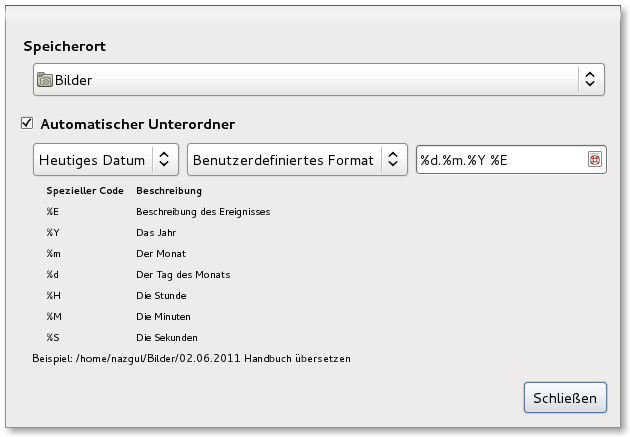 Speicherort
Bilder
Automatischer Unterordner
Heutiges Datum Benutzerdefiniertes Format %d.%m.%Y %E
Spezieller Code Beschreibung
%E Beschreibung des Ereignisses
%Y Das Jahr
%m Der Monat
%d Der Tag des Monats
%H Die Stunde
%M Die Minuten
%S Die Sekunden
Beispiel: /home/nazgul/Bilder/02.06.2011 Handbuch übersetzen
Schließen